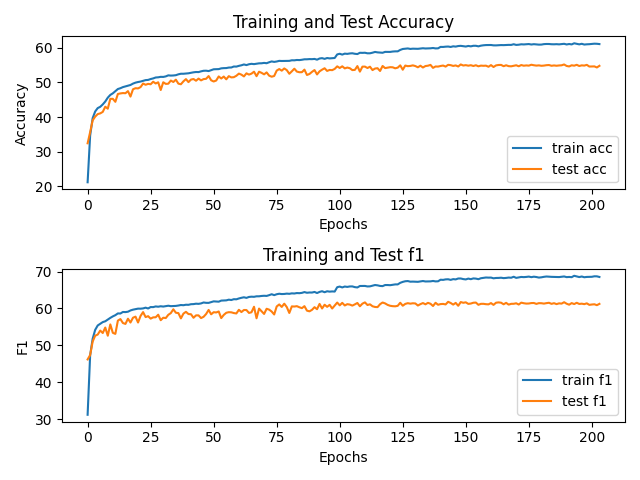 Training and Test Accuracy
60
50
40
30
20
Accuracy
train acc
test acc
0 25 50 75 100 125 150 175 200
Epochs
Training and Test f1
70
60
50
40
30
F1
train f1
test f1
0 25 50 75 100 125 150 175 200
Epochs